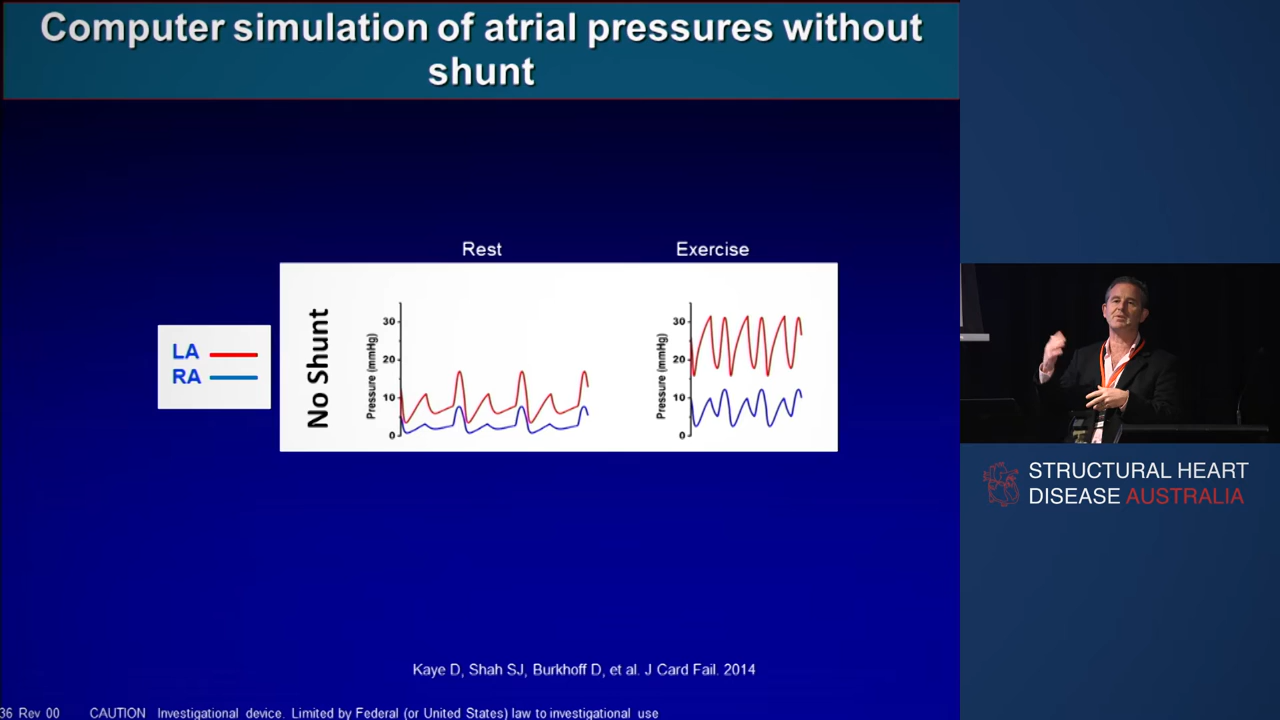 Computer simulation of atrial pressures without
shunt
Rest
Exercise
LA
RA
No Shunt
Pressure (mmHg)
30
20
10
0
Pressure (mmHg)
30
20
10
0
STRUCTURAL HEART
DISEASE AUSTRALIA
Kaye D, Shah SJ, Burkhoff D, et al. J Card Fail. 2014
36 Rev 00 CAUTION Investigational device. Limited by Federal (or United States) law to investigational use